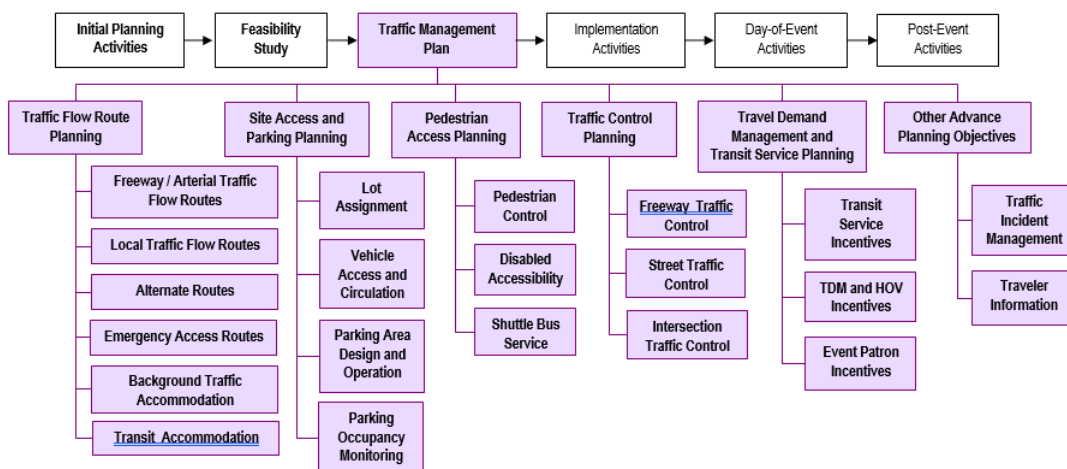 Initial Planning
Activities
Feasibility
Study
Traffic Management
Plan
Implementation
Activities
Day-of-Event
Activities
Post-Event
Activities
Traffic Flow Route
Planning
Freeway / Arterial Traffic
Flow Routes
Local Traffic Flow Routes
Alternate Routes
Emergency Access Routes
Background Traffic
Accommodation
Transit Accommodation
Site Access and
Parking Planning
Lot
Assignment
Vehicle
Access and
Circulation
Parking Area
Design and
Operation
Parking
Occupancy
Monitoring
Pedestrian
Access Planning
Pedestrian
Control
Disabled
Accessibility
Shuttle Bus
Service
Traffic Control
Planning
Freeway Traffic
Control
Street Traffic
Control
Intersection
Traffic Control
Travel Demand
Management and
Transit Service Planning
Transit
Service
Incentives
TDM and HOV
Incentives
Event Patron
Incentives
Other Advance
Planning Objectives
Traffic
Incident
Management
Traveler
Information